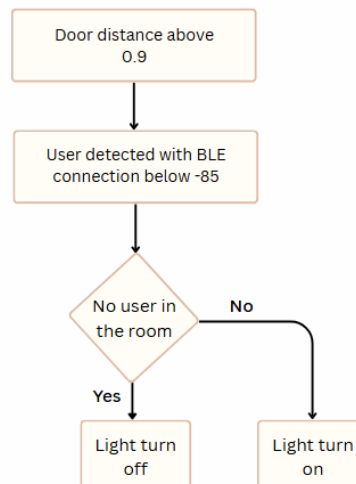 Door distance above
0.9
User detected with BLE
connection below -85
No user in
the room
No
Yes
Light turn
off
Light turn
on